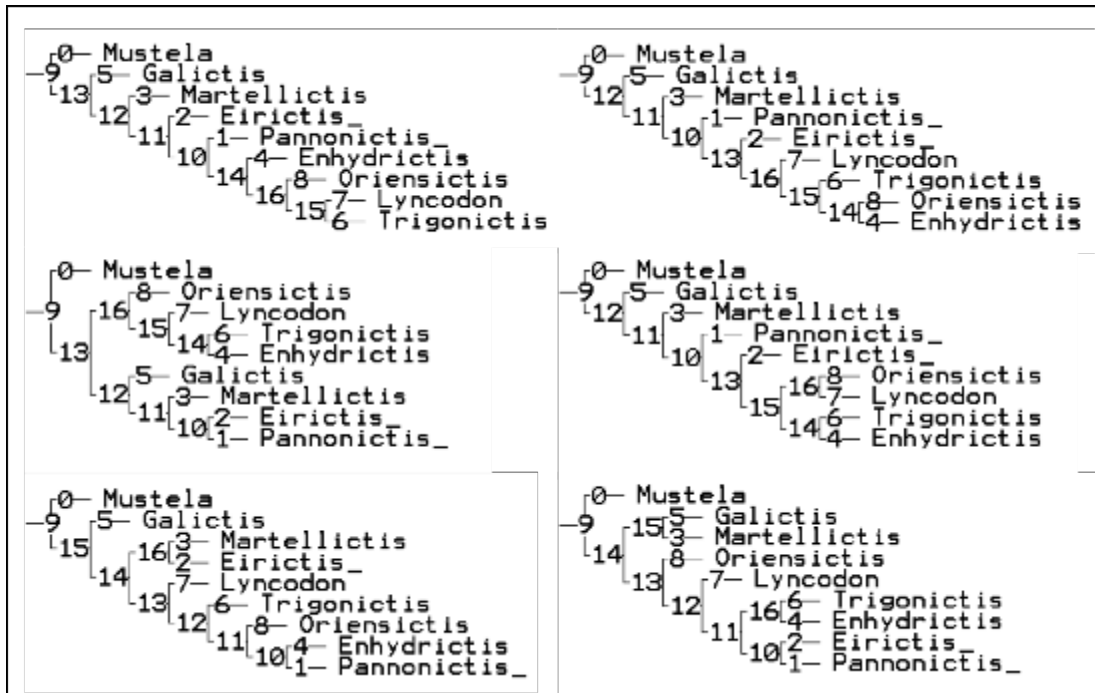 0 Mustela
9 5 Galictis
13 3 Martellictis
12 2 Eirictis_
11 1 Pannonictis_
10 4 Enhydrictis
14 8 Oriensictis
16 7 Lyncodon
15 6 Trigonictis
0 Mustela
9 5 Galictis
12 3 Martellictis
11 1 Pannonictis_
10 2 Eirictis_
13 7 Lyncodon
16 6 Trigonictis
15 8 Oriensictis
14 4 Enhydrictis
0 Mustela
8 Oriensictis
9 16 7 Lyncodon
15 6 Trigonictis
13 14 4 Enhydrictis
5 Galictis
12 3 Martellictis
11 2 Eirictis_
10 1 Pannonictis_
0 Mustela
9 5 Galictis
12 3 Martellictis
11 1 Pannonictis_
10 2 Eirictis_
13 16 8 Oriensictis
7 Lyncodon
15 6 Trigonictis
14 4 Enhydrictis
0 Mustela
9 5 Galictis
15 16 3 Martellictis
2 Eirictis_
14 7 Lyncodon
13 6 Trigonictis
12 8 Oriensictis
11 4 Enhydrictis
10 1 Pannonictis_
0 Mustela
9 15 5 Galictis
3 Martellictis
14 8 Oriensictis
13 7 Lyncodon
12 16 6 Trigonictis
4 Enhydrictis
11 2 Eirictis_
10 1 Pannonictis_